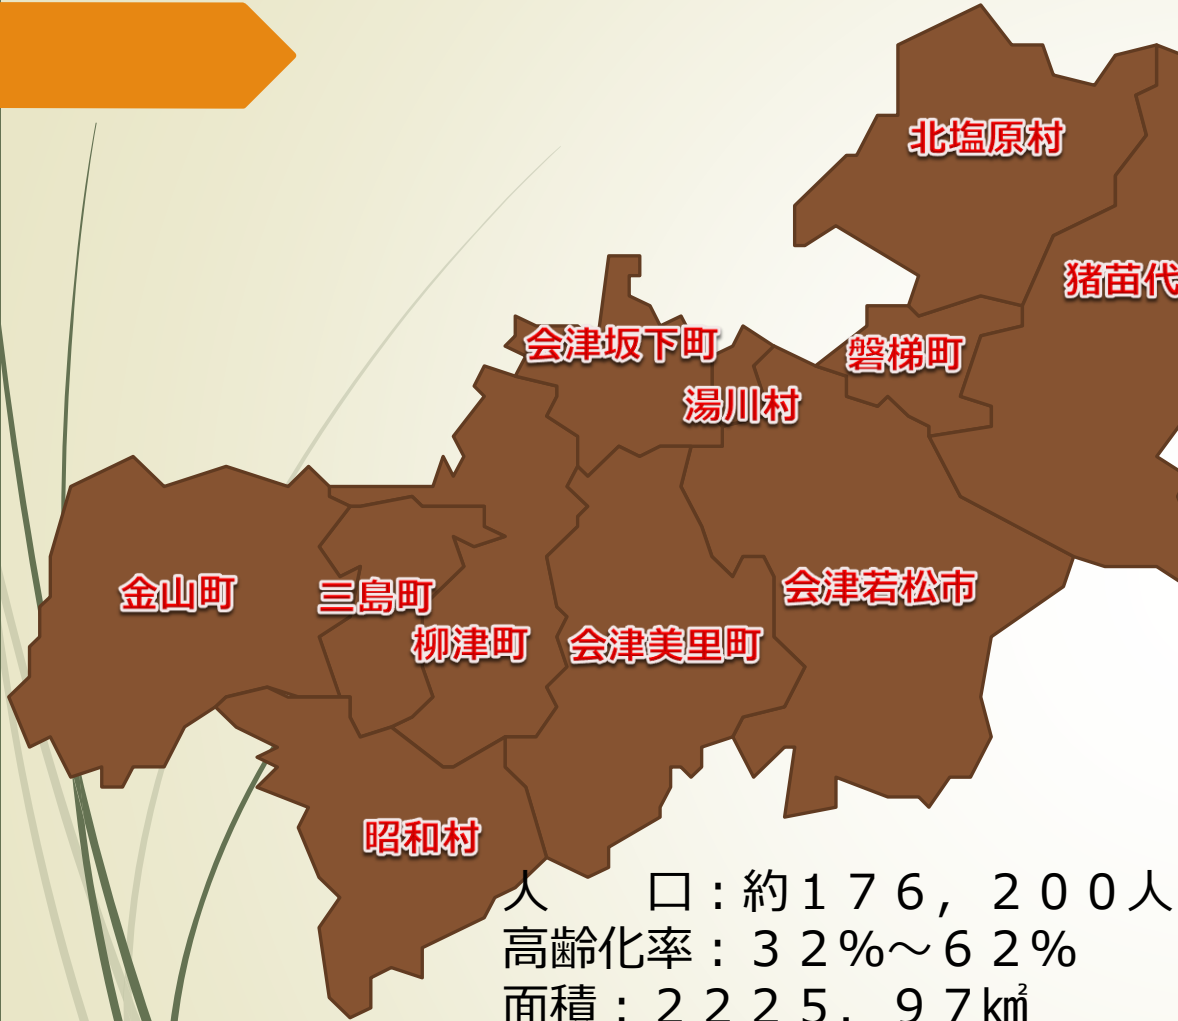 北塩原村
猪苗代
会津坂下町
磐梯町
湯川村
金山町
三島町
会津若松市
柳津町
会津美里町
昭和村
人　　口：約１７６，２００人
高齢化率：３２％～６２％
面積：２２２５．９７㎢